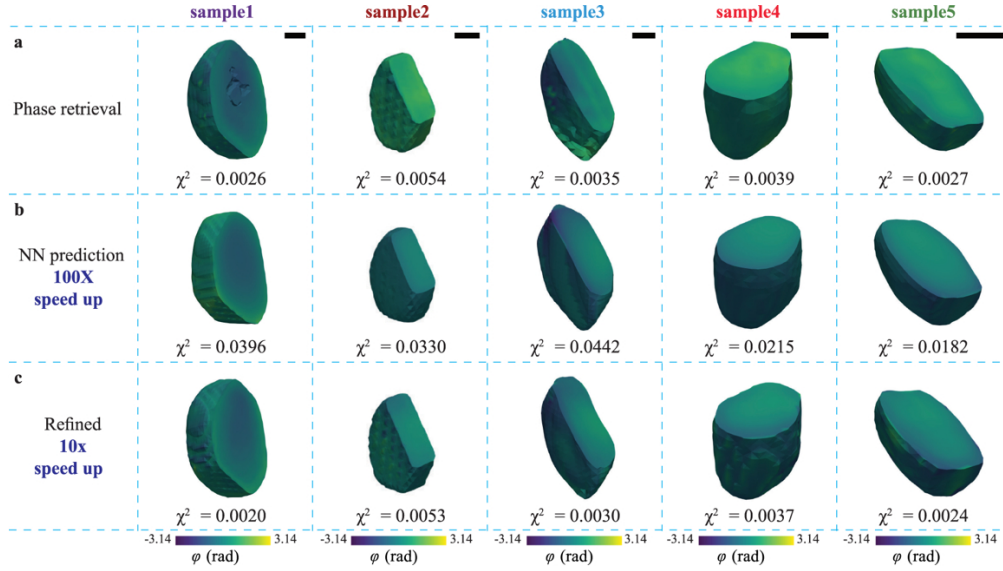 sample1 sample2 sample3 sample4 sample5
a
Phase retrieval
χ² = 0.0026 χ² = 0.0054 χ² = 0.0035 χ² = 0.0039 χ² = 0.0027
b
NN prediction
100X
speed up
χ² = 0.0396 χ² = 0.0330 χ² = 0.0442 χ² = 0.0215 χ² = 0.0182
c
Refined
10x
speed up
χ² = 0.0020 χ² = 0.0053 χ² = 0.0030 χ² = 0.0037 χ² = 0.0024
-3.14 3.14 -3.14 3.14 -3.14 3.14 -3.14 3.14 -3.14 3.14
φ (rad) φ (rad) φ (rad) φ (rad) φ (rad)